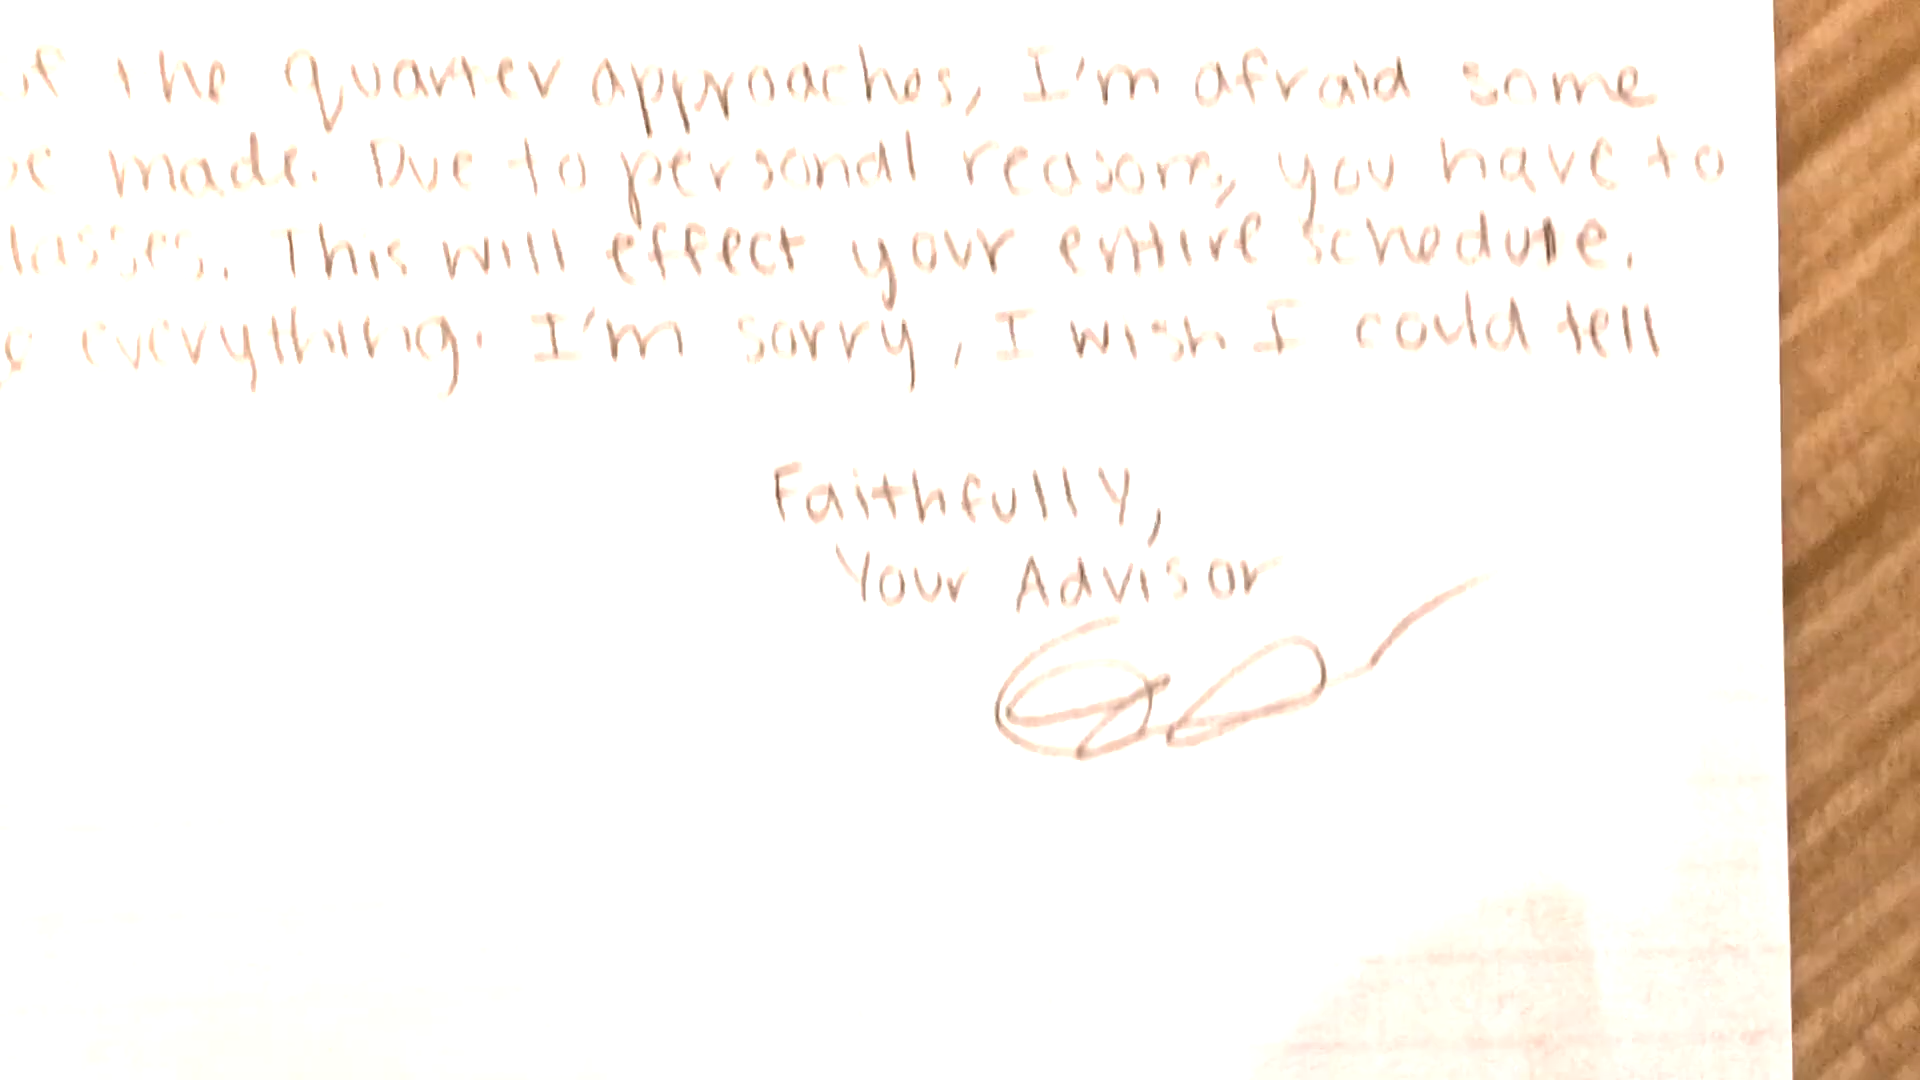 the quarter approaches, I'm afraid some
made. Due to personal reasons, you have to
This will effect your entire schedule.
everything. I'm sorry, I wish I could tell
Faithfully,
Your Advisor